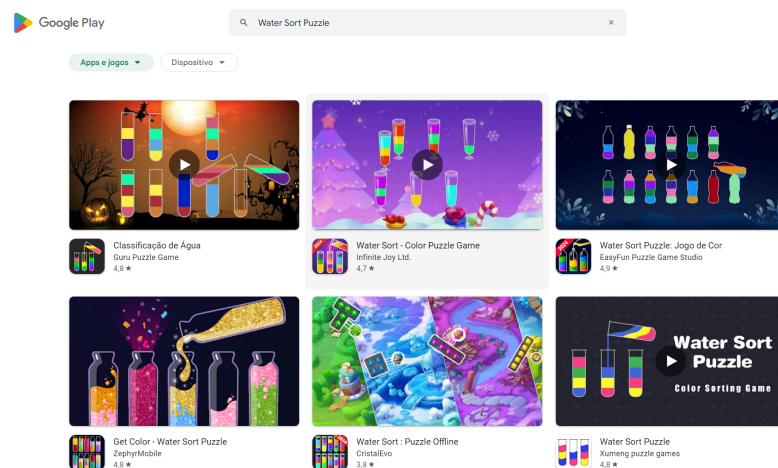 Google Play
Water Sort Puzzle
Apps e jogos
Dispositivo
Classificação de Água
Guru Puzzle Game
4,8
Water Sort - Color Puzzle Game
Infinite Joy Ltd.
4,7
Water Sort Puzzle: Jogo de Cor
EasyFun Puzzle Game Studio
4,9
Water Sort
Puzzle
Color Sorting Game
Get Color - Water Sort Puzzle
ZephyrMobile
4,8
Water Sort : Puzzle Offline
CristalEvo
3,8
Water Sort Puzzle
Xumeng puzzle games
4,8